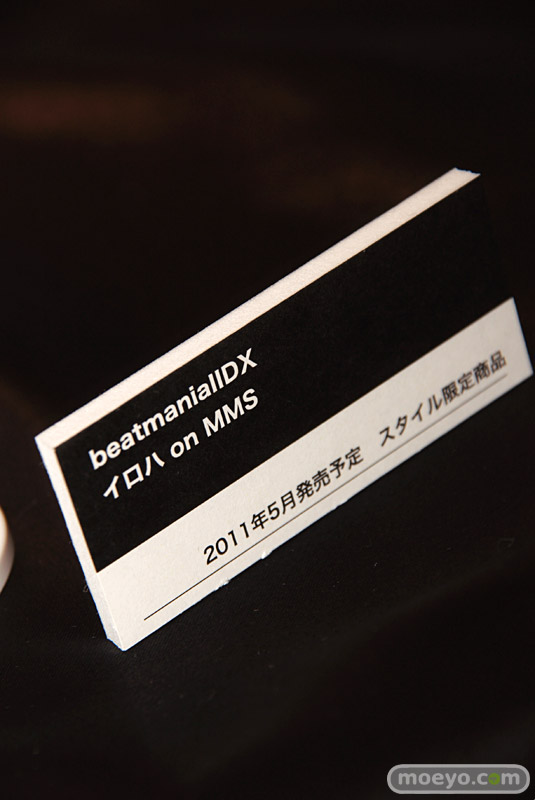 beatmaniaIIDX
イロハ on MMS
2011年5月発売予定　スタイル限定商品
moeyo.com